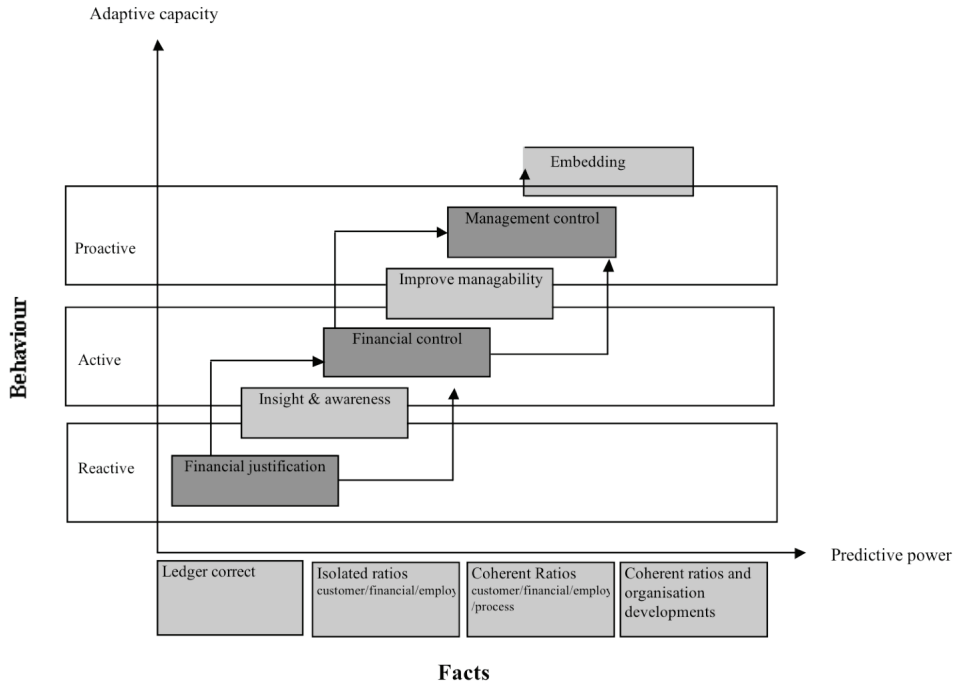 Adaptive capacity
Embedding
Management control
Proactive
Improve managability
Behaviour
Financial control
Active
Insight & awareness
Financial justification
Reactive
Predictive power
Ledger correct
Isolated ratios
customer/financial/employ
Coherent Ratios
customer/financial/employ
/process
Coherent ratios and
organisation
developments
Facts